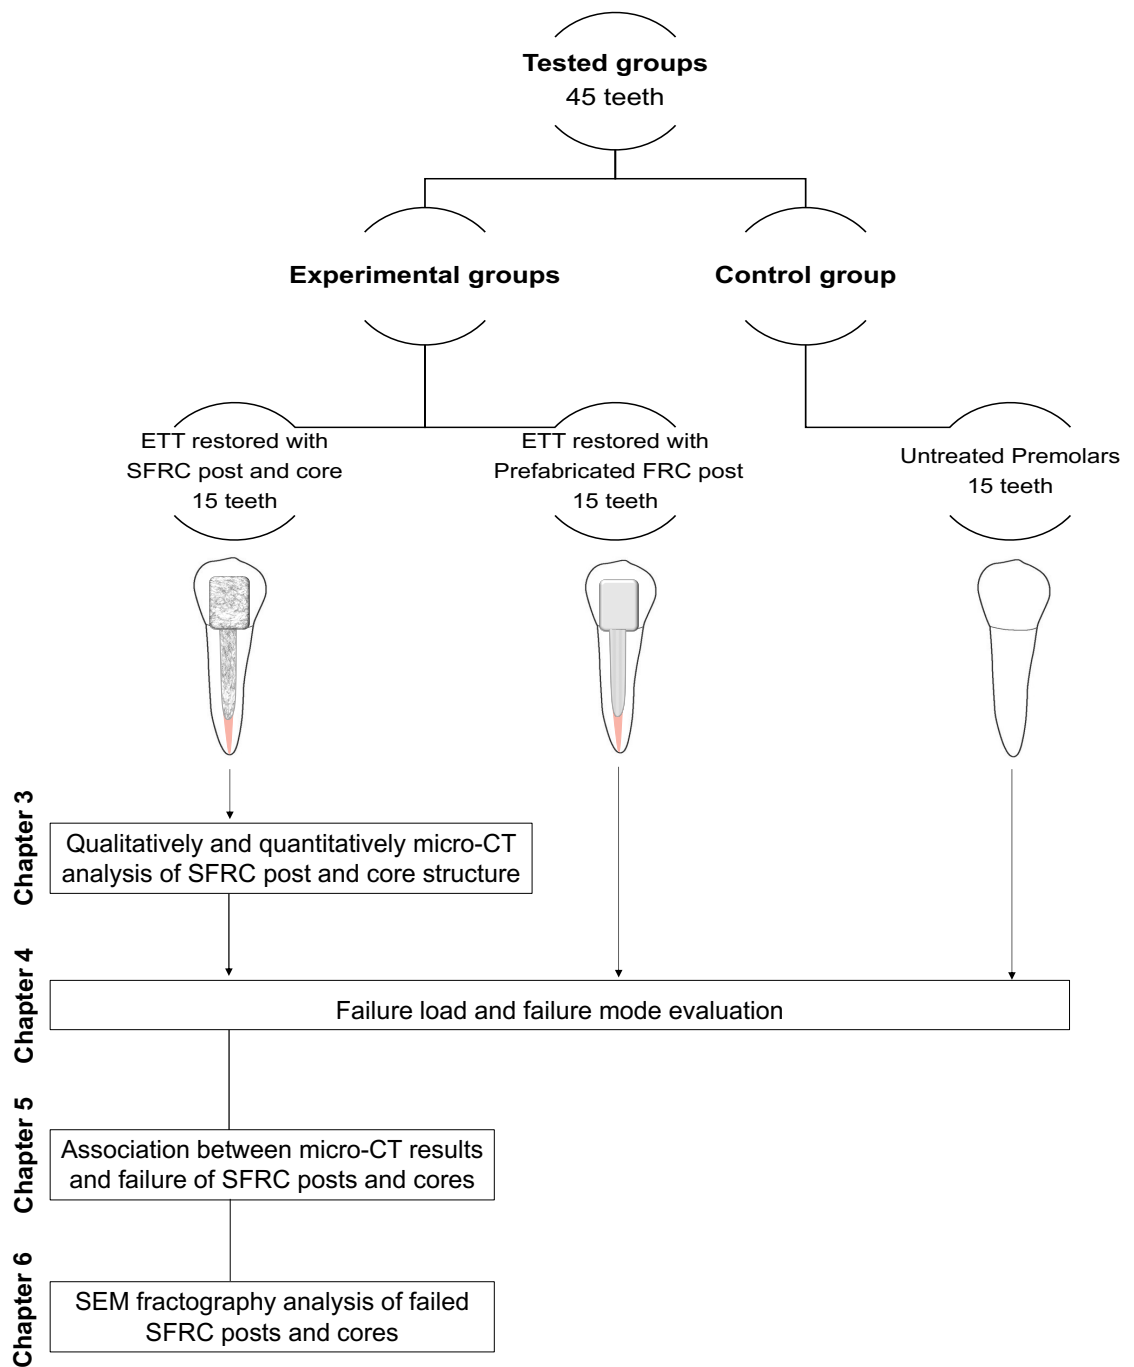 Tested groups
45 teeth
Experimental groups
Control group
ETT restored with
SFRC post and core
15 teeth
ETT restored with
Prefabricated FRC post
15 teeth
Untreated Premolars
15 teeth
Chapter 3
Qualitatively and quantitatively micro-CT
analysis of SFRC post and core structure
Chapter 4
Failure load and failure mode evaluation
Chapter 5
Association between micro-CT results
and failure of SFRC posts and cores
Chapter 6
SEM fractography analysis of failed
SFRC posts and cores